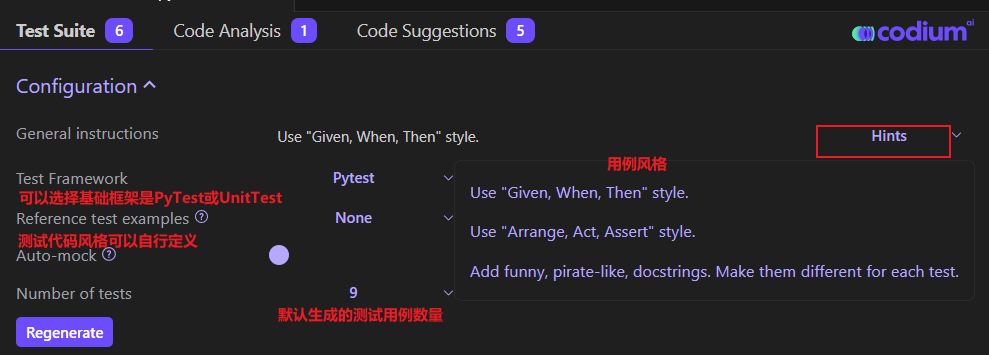 Test Suite 6 Code Analysis 1 Code Suggestions 5 codium ai
Configuration
General instructions Use "Given, When, Then" style. Hints
用例风格
Test Framework Pytest
可以选择基础框架是PyTest或UnitTest
Use "Given, When, Then" style.
Reference test examples ? None
测试代码风格可以自行定义
Use "Arrange, Act, Assert" style.
Auto-mock ?
Add funny, pirate-like, docstrings. Make them different for each test.
Number of tests 9
默认生成的测试用例数量
Regenerate